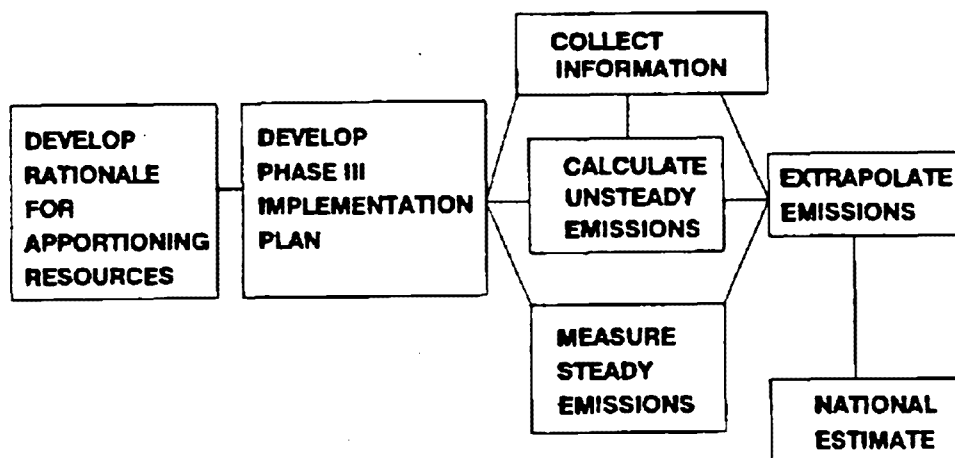 DEVELOP
RATIONALE
FOR
APPORTIONING
RESOURCES
DEVELOP
PHASE III
IMPLEMENTATION
PLAN
COLLECT
INFORMATION
CALCULATE
UNSTEADY
EMISSIONS
MEASURE
STEADY
EMISSIONS
EXTRAPOLATE
EMISSIONS
NATIONAL
ESTIMATE